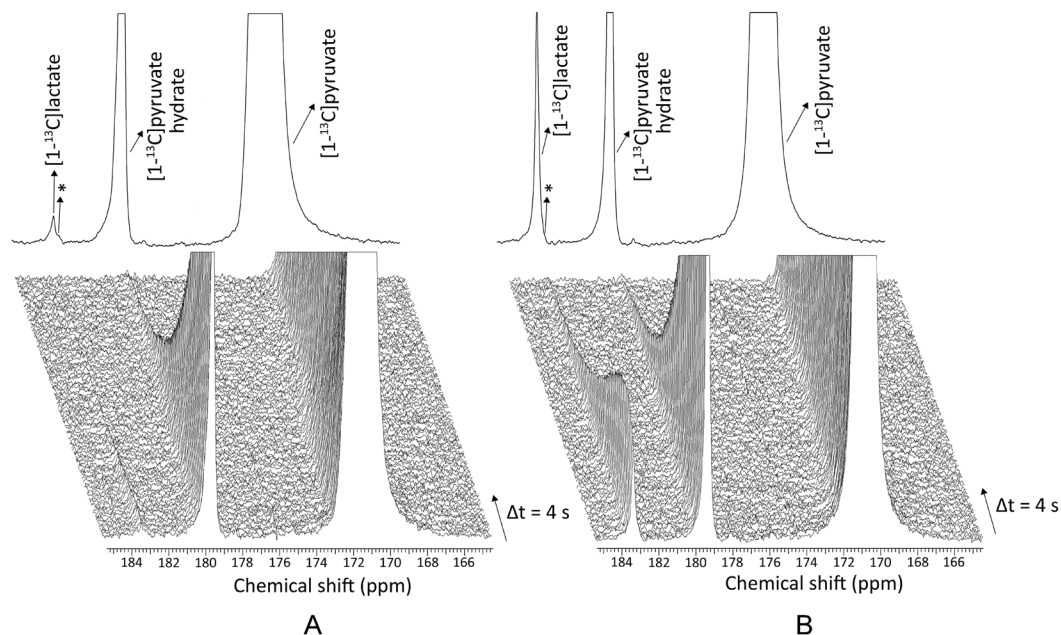 [1-¹³C]lactate
*
[1-¹³C]pyruvate
hydrate
[1-¹³C]pyruvate
[1-¹³C]lactate
*
[1-¹³C]pyruvate
hydrate
[1-¹³C]pyruvate
Δt = 4 s
Δt = 4 s
184 182 180 178 176 174 172 170 168 166
184 182 180 178 176 174 172 170 168 166
Chemical shift (ppm)
Chemical shift (ppm)
A
B